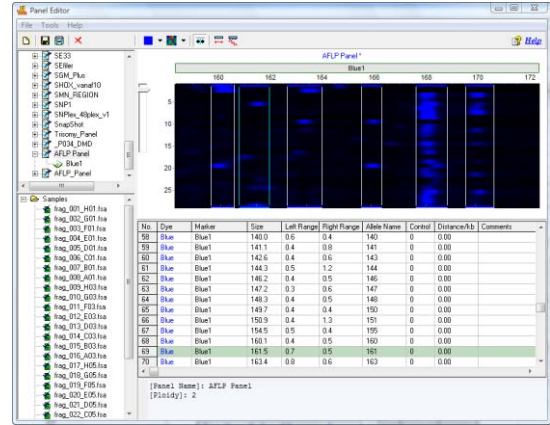 Panel Editor
File Tools Help
Help
SE33
SEfiler
SGM_Plus
SHOX_vanaf10
SMN_REGION
SNP1
SNPlex_48plex_v1
SnapShot
Trisomy_Panel
_P034_DMD
AFLP Panel
Blue1
AFLP_Panel
AFLP Panel *
Blue1
160 162 164 166 168 170 172
5
10
15
20
25
Samples
frag_001_H01.fsa
frag_002_G01.fsa
frag_003_F01.fsa
frag_004_E01.fsa
frag_005_D01.fsa
frag_006_C01.fsa
frag_007_B01.fsa
frag_008_A01.fsa
frag_009_H03.fsa
frag_010_G03.fsa
frag_011_F03.fsa
frag_012_E03.fsa
frag_013_D03.fsa
frag_014_C03.fsa
frag_015_B03.fsa
frag_016_A03.fsa
frag_017_H05.fsa
frag_018_G05.fsa
frag_019_F05.fsa
frag_020_E05.fsa
frag_021_D05.fsa
frag_022_C05.fsa
No. Dye Marker Size Left Range Right Range Allele Name Control Distance/kb Comments
58 Blue Blue1 140.0 0.6 0.4 140 0 0.00
59 Blue Blue1 141.1 0.4 0.8 141 0 0.00
60 Blue Blue1 142.6 0.4 0.6 143 0 0.00
61 Blue Blue1 144.3 0.5 1.2 144 0 0.00
62 Blue Blue1 146.2 0.4 0.5 146 0 0.00
63 Blue Blue1 147.2 0.3 0.6 147 0 0.00
64 Blue Blue1 148.3 0.4 0.5 148 0 0.00
65 Blue Blue1 149.7 0.4 0.4 150 0 0.00
66 Blue Blue1 150.9 0.4 1.3 151 0 0.00
67 Blue Blue1 154.5 0.5 0.4 155 0 0.00
68 Blue Blue1 160.1 0.4 0.5 160 0 0.00
69 Blue Blue1 161.5 0.7 0.5 161 0 0.00
70 Blue Blue1 163.4 0.8 0.6 163 0 0.00
[Panel Name]: AFLP Panel
[Ploidy]: 2